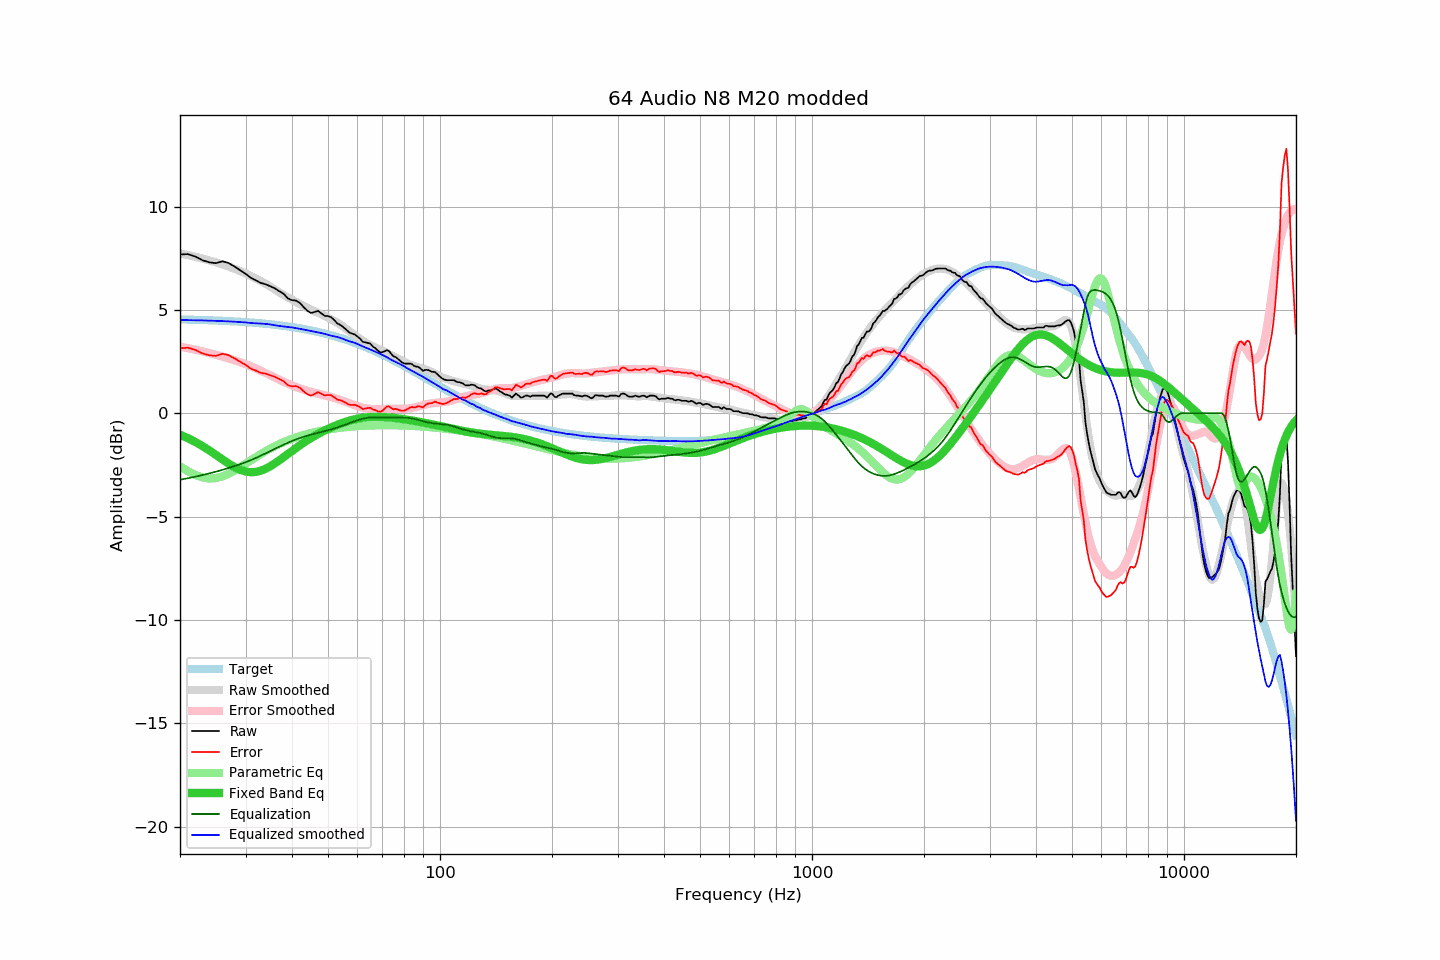 64 Audio N8 M20 modded
10
5
0
−5
−10
−15
−20
Amplitude (dBr)
Target
Raw Smoothed
Error Smoothed
Raw
Error
Parametric Eq
Fixed Band Eq
Equalization
Equalized smoothed
100
1000
10000
Frequency (Hz)